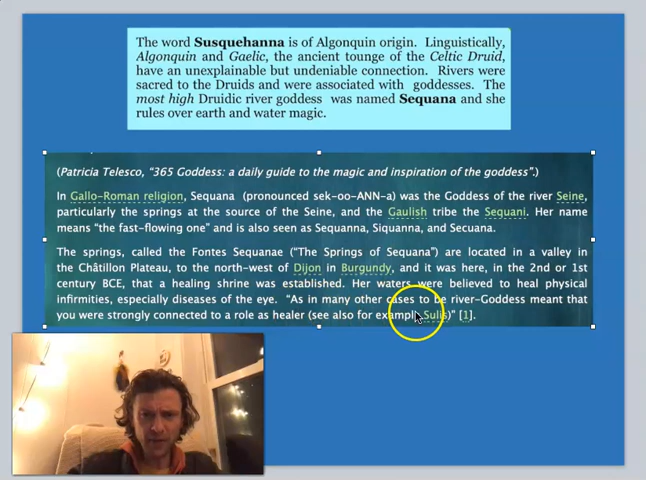 The word Susquehanna is of Algonquin origin. Linguistically,
Algonquin and Gaelic, the ancient tounge of the Celtic Druid,
have an unexplainable but undeniable connection. Rivers were
sacred to the Druids and were associated with goddesses. The
most high Druidic river goddess was named Sequana and she
rules over earth and water magic.
(Patricia Telesco, “365 Goddess: a daily guide to the magic and inspiration of the goddess”.)
In Gallo-Roman religion, Sequana (pronounced sek-oo-ANN-a) was the Goddess of the river Seine,
particularly the springs at the source of the Seine, and the Gaulish tribe the Sequani. Her name
means “the fast-flowing one” and is also seen as Sequanna, Siquanna, and Secuana.
The springs, called the Fontes Sequanae (“The Springs of Sequana”) are located in a valley in
the Châtillon Plateau, to the north-west of Dijon in Burgundy, and it was here, in the 2nd or 1st
century BCE, that a healing shrine was established. Her waters were believed to heal physical
infirmities, especially diseases of the eye. “As in many other cases to be river-Goddess meant that
you were strongly connected to a role as healer (see also for example Sulis)” [1].